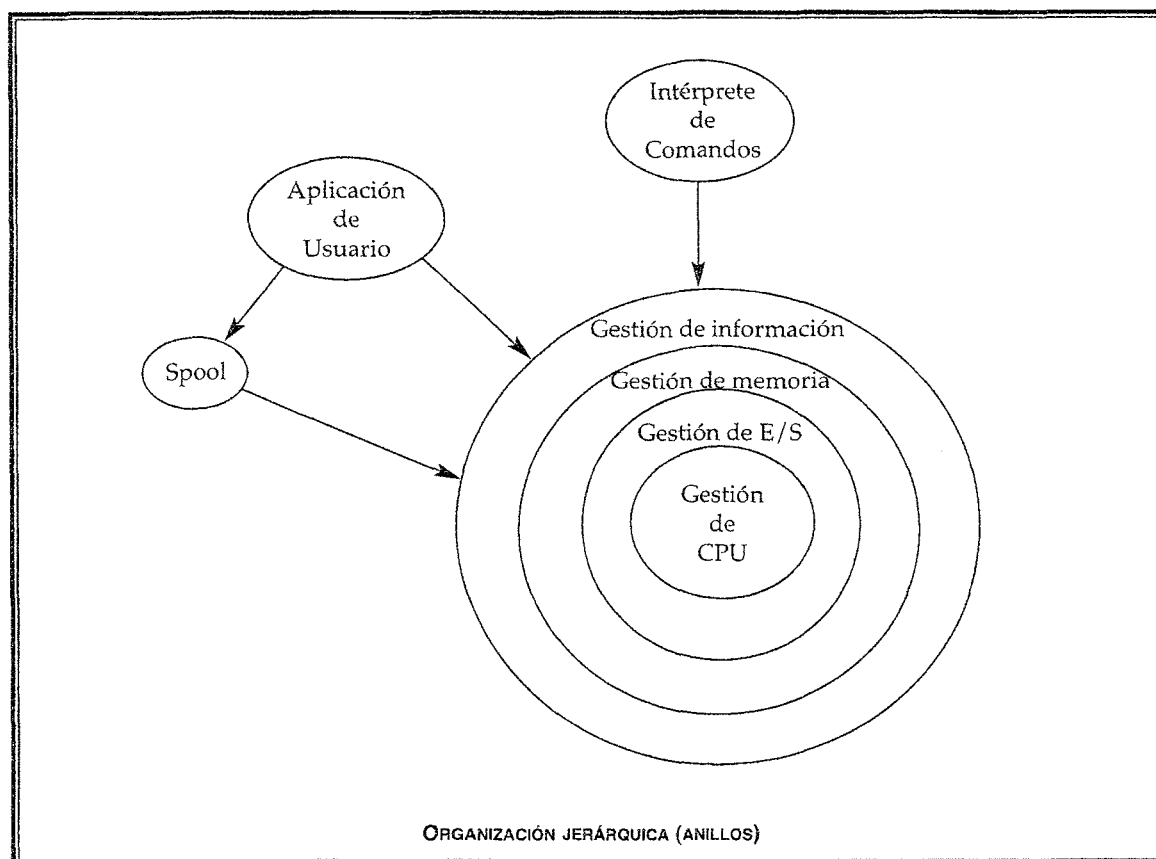 Intérprete
de
Comandos
Aplicación
de
Usuario
Spool
Gestión de información
Gestión de memoria
Gestión de E/S
Gestión
de
CPU
ORGANIZACIÓN JERÁRQUICA (ANILLOS)